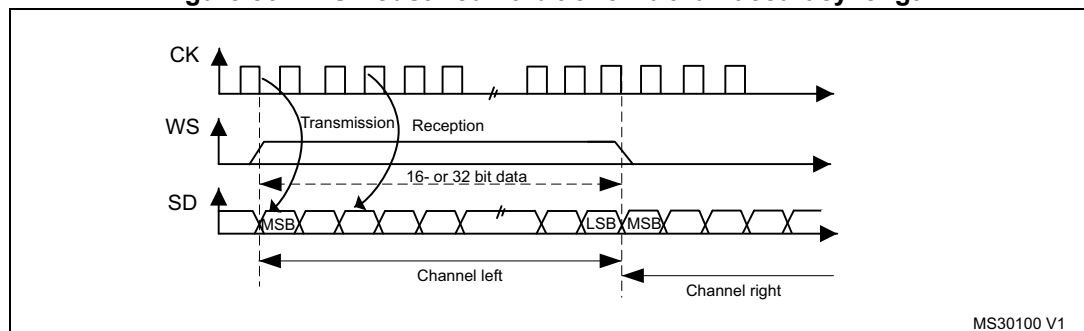 CK
WS
Transmission
Reception
16- or 32 bit data
SD
MSB
LSB
MSB
Channel left
Channel right
MS30100 V1